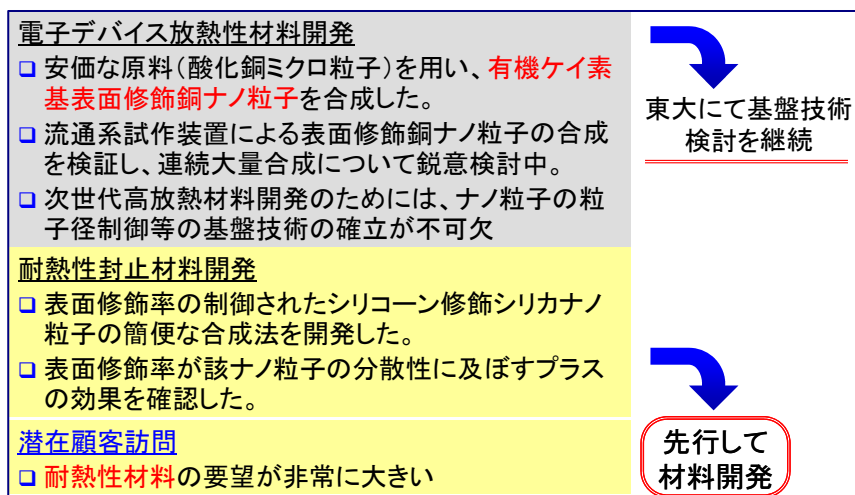 電子デバイス放熱性材料開発
❑ 安価な原料（酸化銅ミクロ粒子）を用い、有機ケイ素
基表面修飾銅ナノ粒子を合成した。
❑ 流通系試作装置による表面修飾銅ナノ粒子の合成
を検証し、連続大量合成について鋭意検討中。
❑ 次世代高放熱材料開発のためには、ナノ粒子の粒
子径制御等の基盤技術の確立が不可欠
東大にて基盤技術
検討を継続
耐熱性封止材料開発
❑ 表面修飾率の制御されたシリコーン修飾シリカナノ
粒子の簡便な合成法を開発した。
❑ 表面修飾率が該ナノ粒子の分散性に及ぼすプラス
の効果を確認した。
潜在顧客訪問
❑ 耐熱性材料の要望が非常に大きい
先行して
材料開発